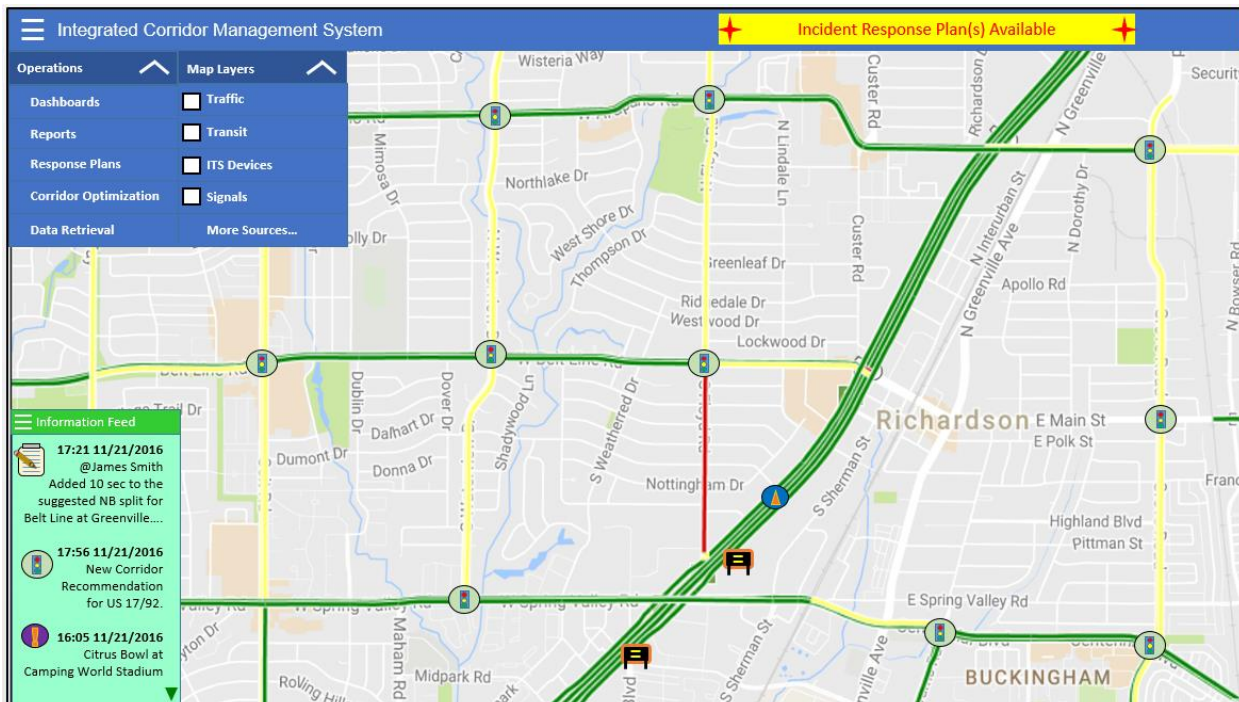 Integrated Corridor Management System
Incident Response Plan(s) Available
Operations
Map Layers
Dashboards
Traffic
Reports
Transit
Response Plans
ITS Devices
Corridor Optimization
Signals
Data Retrieval
More Sources...
Wisteria Way
Custer Rd
N Greenville Ave
Security
Mimosa Dr
Northlake Dr
N Lindale Ln
N Interurban St
N Dorothy Dr
West Shore Dr
Thompson Dr
olly Dr
Greenleaf Dr
Custer Rd
N Greenville Ave
Apollo Rd
N Bowser Rd
Westwood Dr
Lockwood Dr
Dublin Dr
Dover Dr
Shadywood Ln
S Weatherred Dr
Trail Dr
Dalhart Dr
Richardson
E Main St
E Polk St
Dumont Dr
Donna Dr
Nottingham Dr
S Sherman St
Highland Blvd
Pittman St
Information Feed
17:21 11/21/2016
@James Smith
Added 10 sec to the
suggested NB split for
Belt Line at Greenville....
17:56 11/21/2016
New Corridor
Recommendation
for US 17/92.
16:05 11/21/2016
Citrus Bowl at
Camping World Stadium
W Spring Valley Rd
E Spring Valley Rd
S Maham Rd
Midpark Rd
S Sherman St
BUCKINGHAM